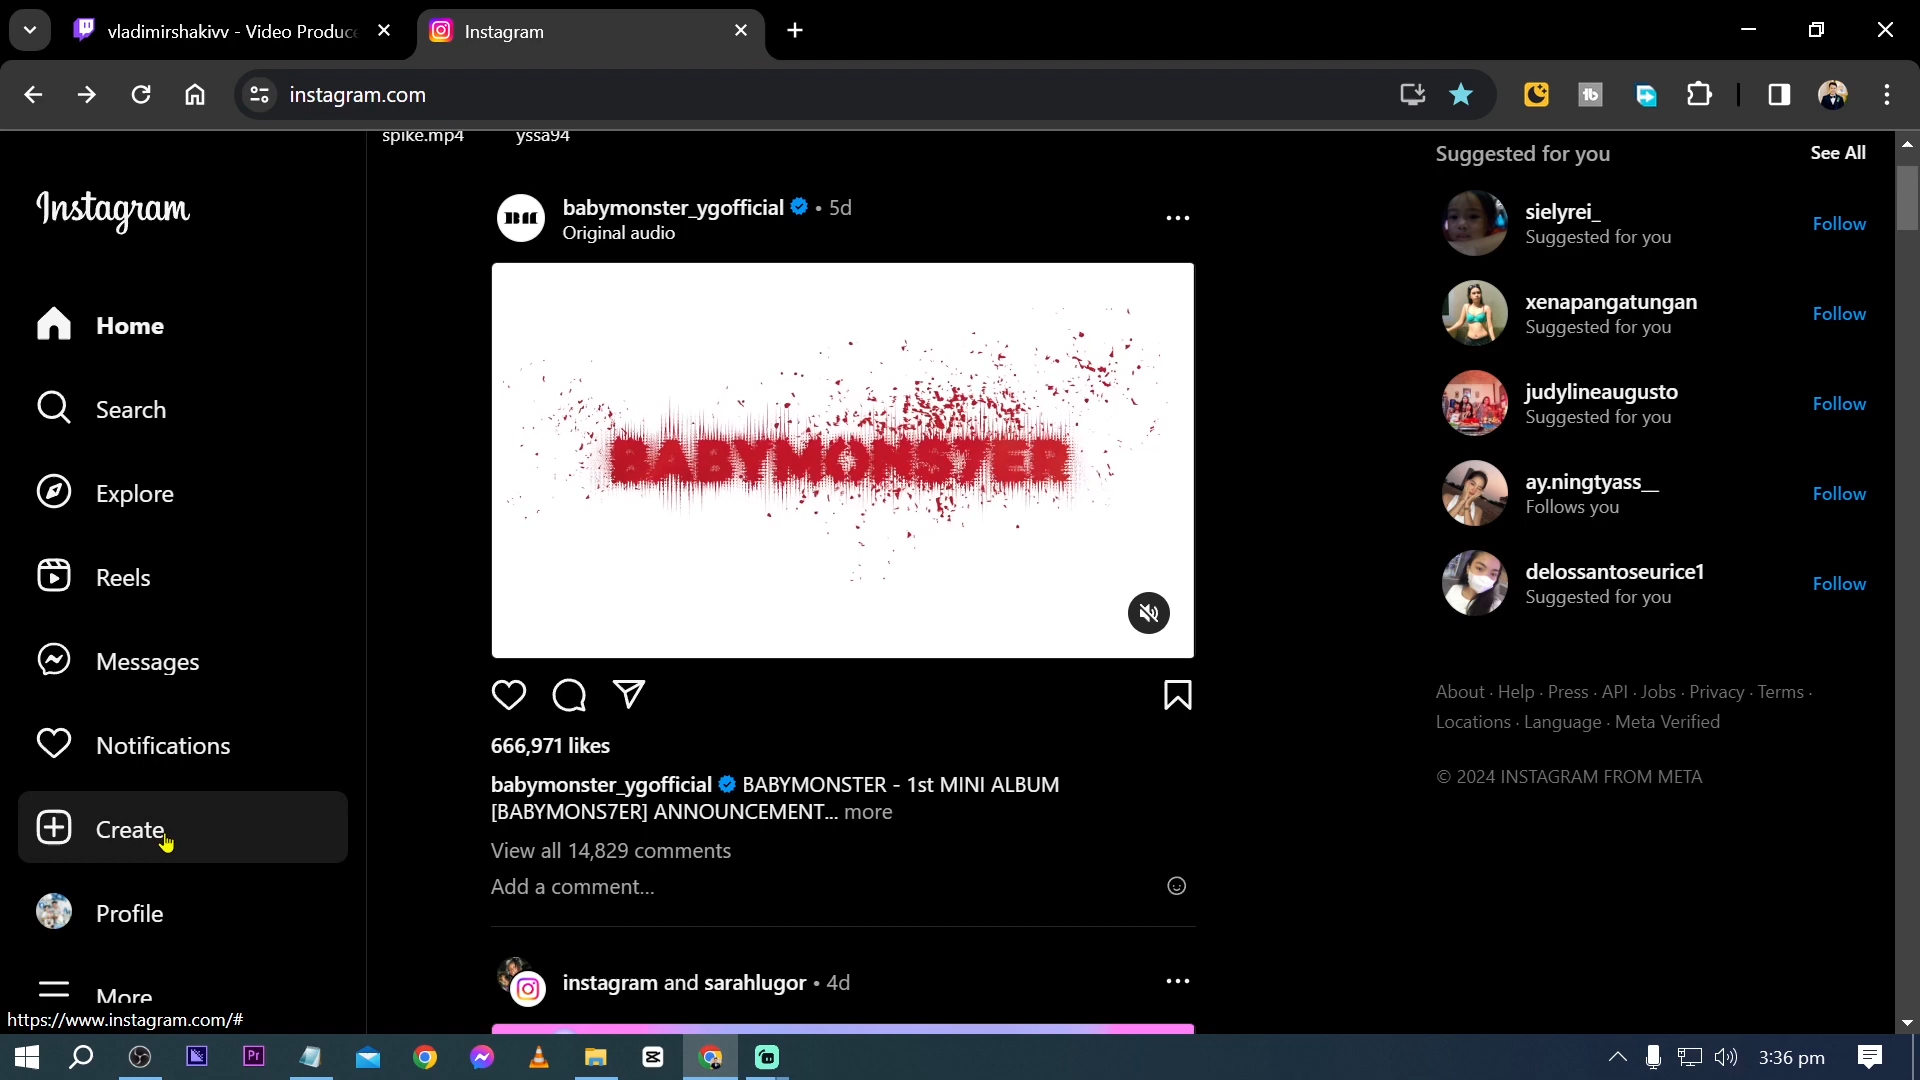 vladimirshakivv - Video Produce
Instagram
instagram.com
spike.mp4
yssa94
Instagram
Home
Search
Explore
Reels
Messages
Notifications
Create
Profile
More
https://www.instagram.com/#
BM
babymonster_ygofficial • 5d
Original audio
BABYMONS7ER
666,971 likes
babymonster_ygofficial BABYMONSTER - 1st MINI ALBUM
[BABYMONS7ER] ANNOUNCEMENT... more
View all 14,829 comments
Add a comment...
instagram and sarahlugor • 4d
Suggested for you
See All
sielyrei_
Suggested for you
Follow
xenapangatungan
Suggested for you
Follow
judylineaugusto
Suggested for you
Follow
ay.ningtyass__
Follows you
Follow
delossantoseurice1
Suggested for you
Follow
About · Help · Press · API · Jobs · Privacy · Terms ·
Locations · Language · Meta Verified
© 2024 INSTAGRAM FROM META
Pr
3:36 pm